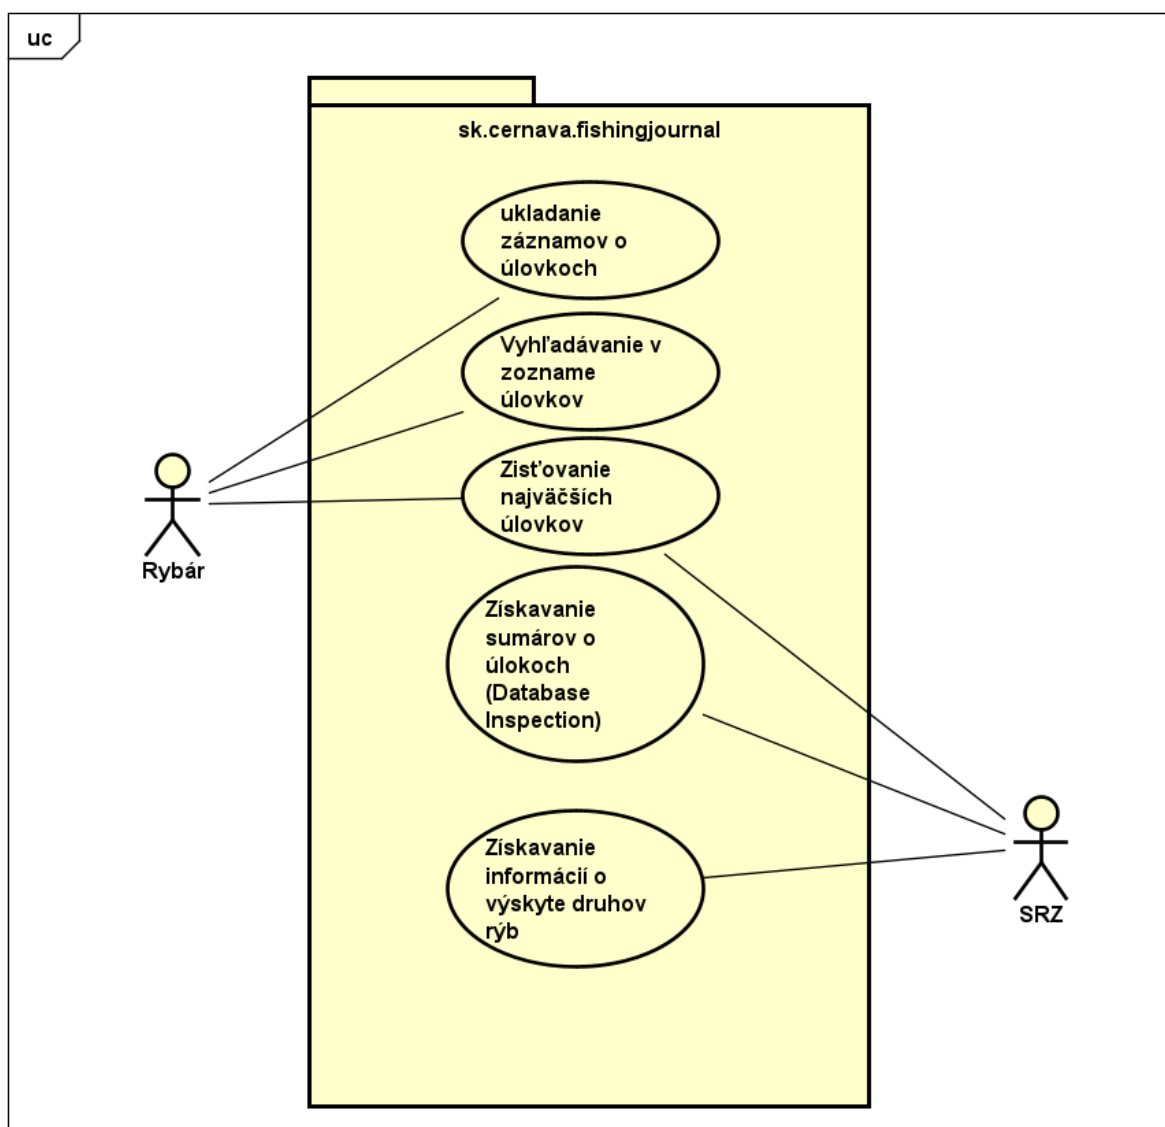 uc
sk.cernava.fishingjournal
ukladanie
záznamov o
úlovkoch
Vyhľadávanie v
zozname
úlovkov
Zisťovanie
najväčších
úlovkov
Rybár
Získavanie
sumárov o
úlokoch
(Database
Inspection)
Získavanie
informácií o
výskyte druhov
rýb
SRZ